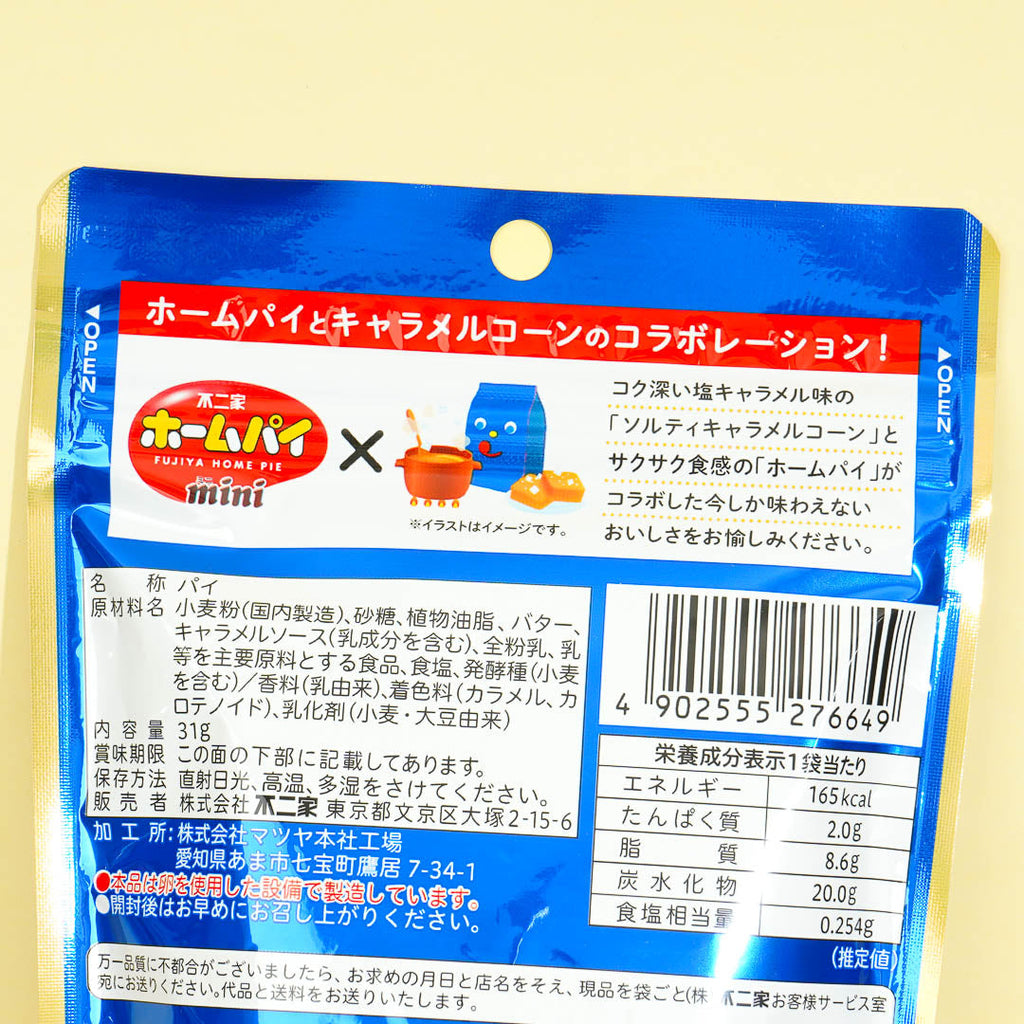 ホームパイとキャラメルコーンのコラボレーション!
◀OPEN
▶OPEN
不二家
ホームパイ
FUJIYA HOME PIE
ミニ
mini
×
※イラストはイメージです。
コク深い塩キャラメル味の
「ソルティキャラメルコーン」と
サクサク食感の「ホームパイ」が
コラボした今しか味わえない
おいしさをお愉しみください。
名称 パイ
原材料名 小麦粉(国内製造)、砂糖、植物油脂、バター、
キャラメルソース(乳成分を含む)、全粉乳、乳
等を主要原料とする食品、食塩、発酵種(小麦
を含む)/香料(乳由来)、着色料(カラメル、カ
ロテノイド)、乳化剤(小麦・大豆由来)
内容量 31g
賞味期限 この面の下部に記載してあります。
保存方法 直射日光、高温、多湿をさけてください。
販売者 株式会社 不二家 東京都文京区大塚2-15-6
加工所:株式会社マツヤ本社工場
愛知県あま市七宝町鷹居 7-34-1
●本品は卵を使用した設備で製造しています。
●開封後はお早めにお召し上がりください。
4 902555 276649
栄養成分表示1袋当たり
エネルギー 165kcal
たんぱく質 2.0g
脂質 8.6g
炭水化物 20.0g
食塩相当量 0.254g
(推定値)
万一品質に不都合がございましたら、お求めの月日と店名をそえ、現品を袋ごと(株)不二家お客様サービス室
宛にお送りください。代品と送料をお送りいたします。